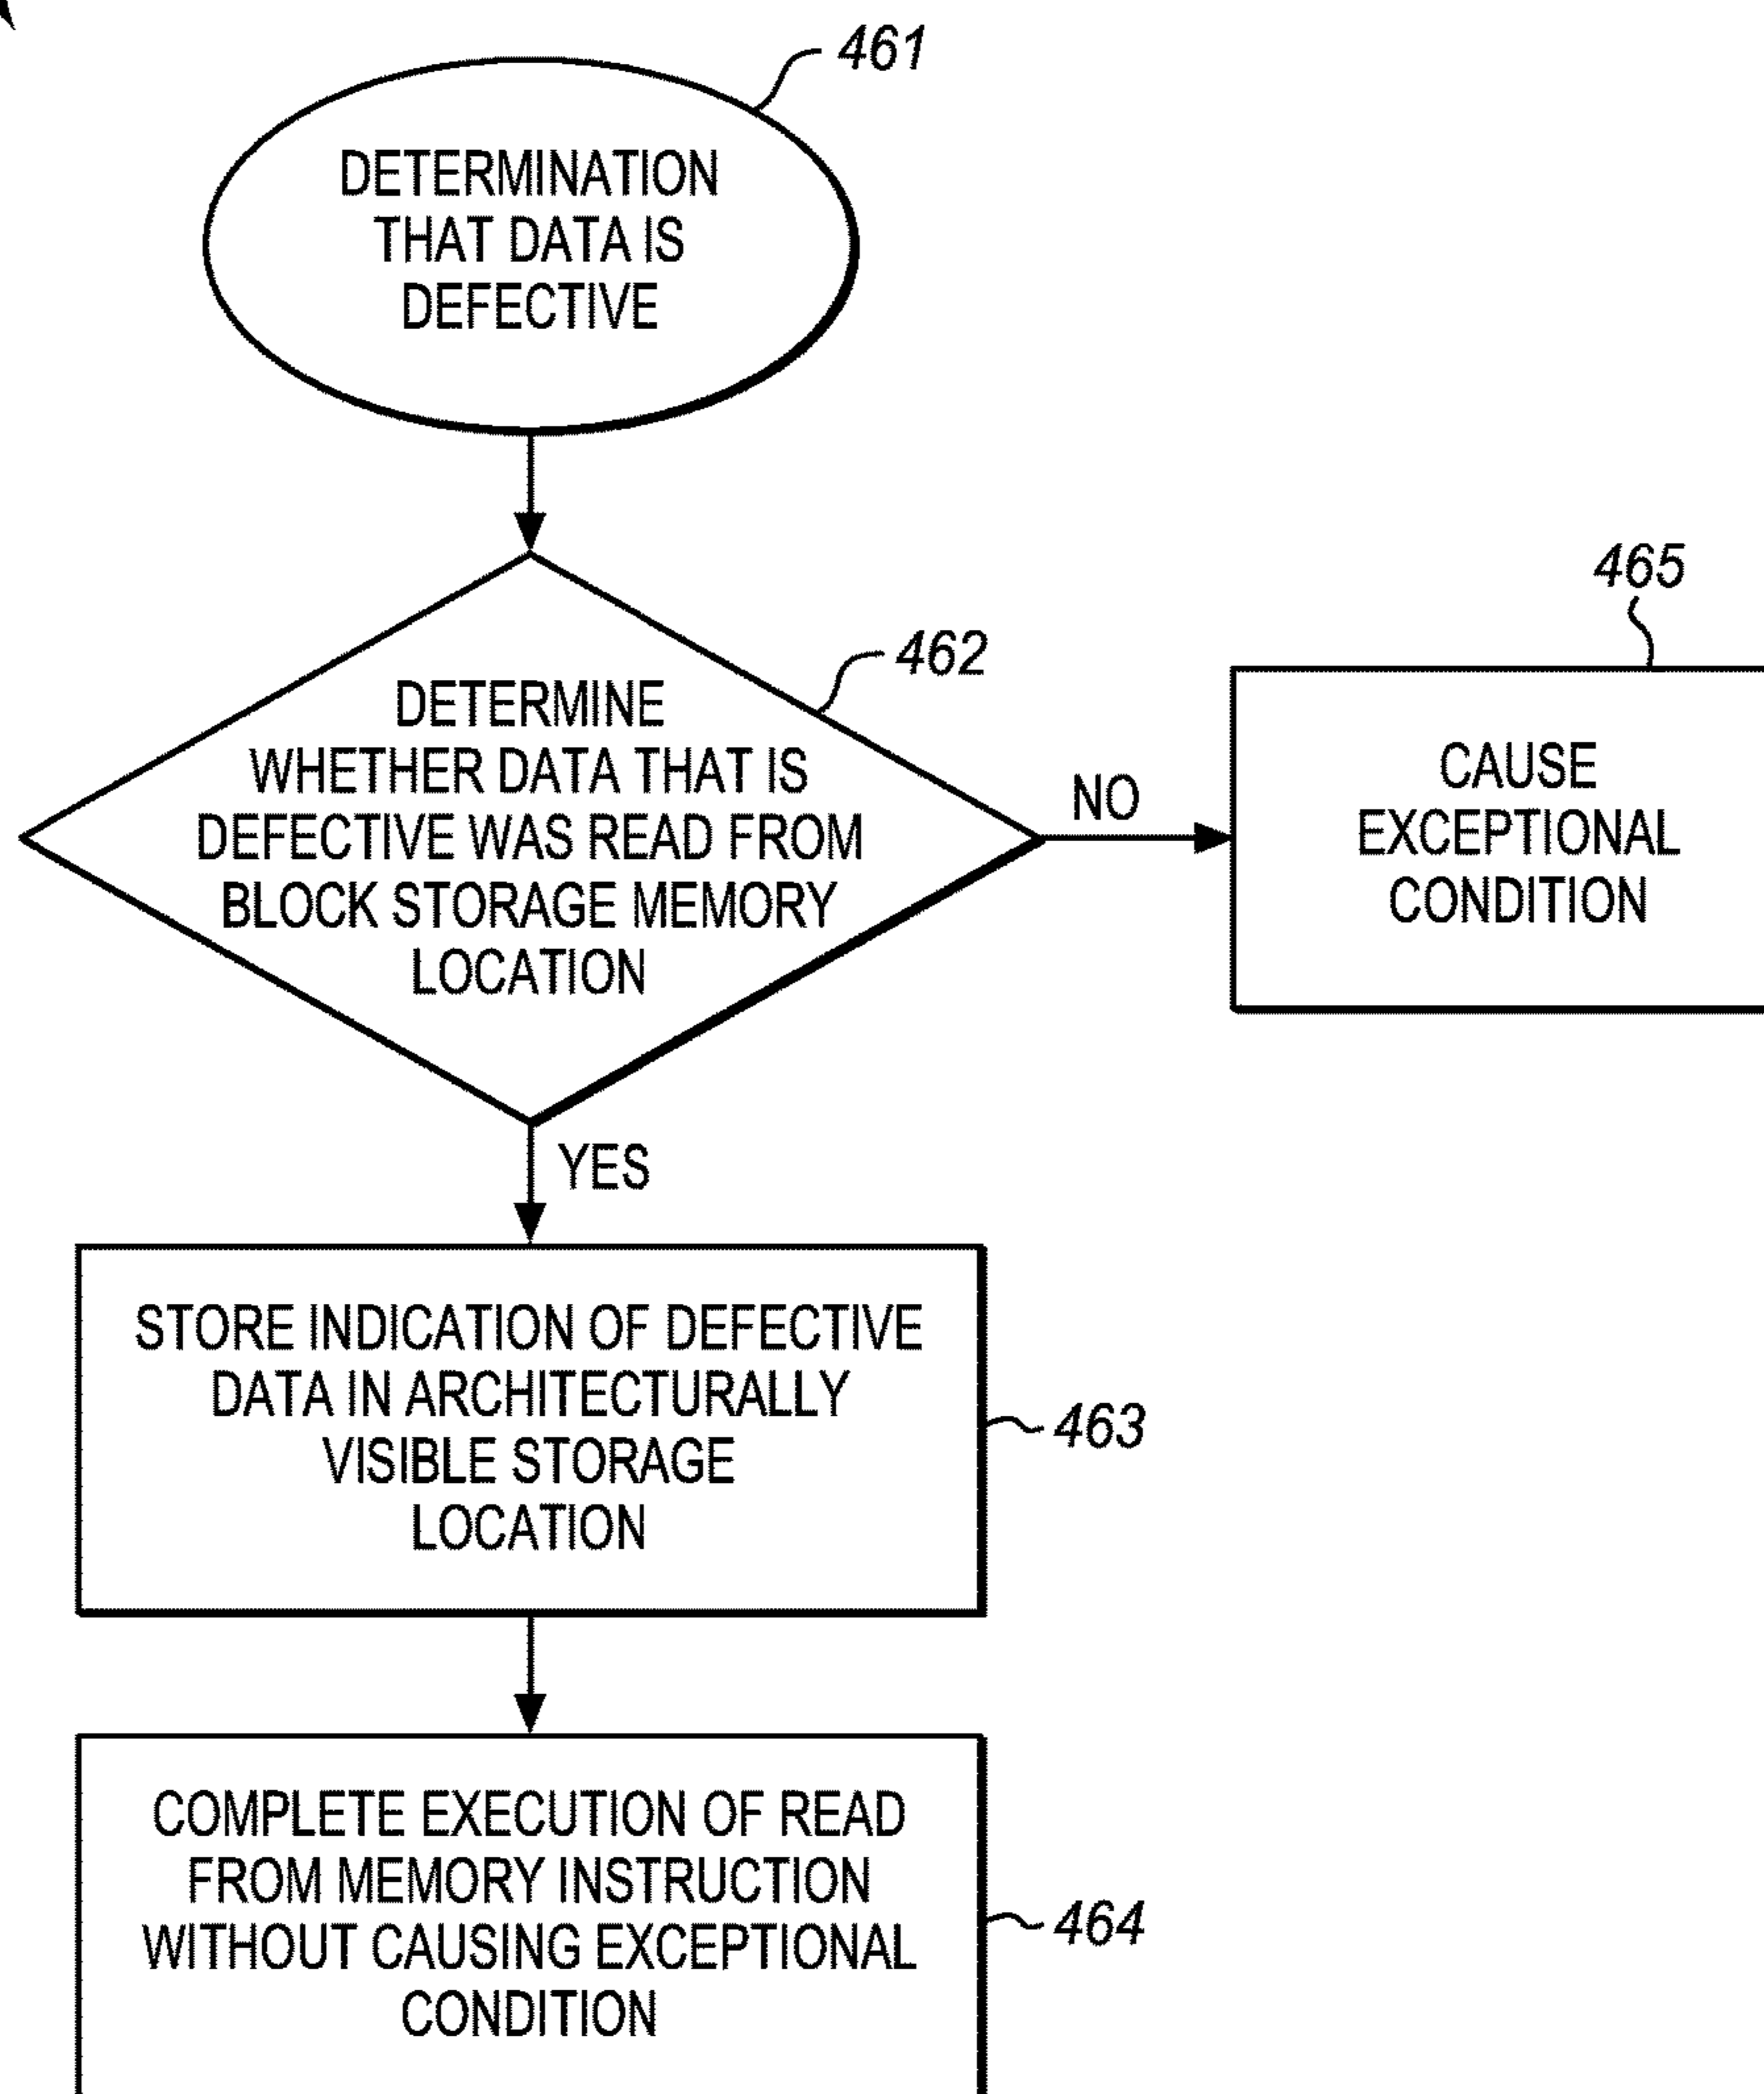 461
DETERMINATION
THAT DATA IS
DEFECTIVE
462
DETERMINE
WHETHER DATA THAT IS
DEFECTIVE WAS READ FROM
BLOCK STORAGE MEMORY
LOCATION
NO
465
CAUSE
EXCEPTIONAL
CONDITION
YES
STORE INDICATION OF DEFECTIVE
DATA IN ARCHITECTURALLY
VISIBLE STORAGE
LOCATION
463
COMPLETE EXECUTION OF READ
FROM MEMORY INSTRUCTION
WITHOUT CAUSING EXCEPTIONAL
CONDITION
464